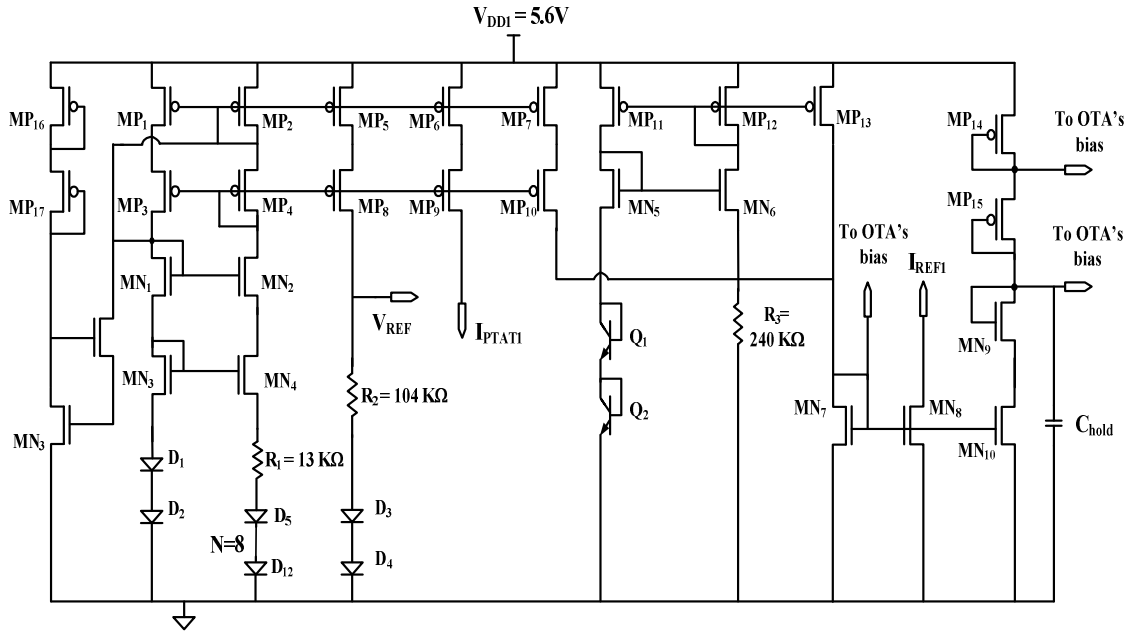 V_DD1 = 5.6V
MP₁₆
MP₁
MP₂
MP₅
MP₆
MP₇
MP₁₁
MP₁₂
MP₁₃
MP₁₄
To OTA's
bias
MP₁₇
MP₃
MP₄
MP₈
MP₉
MP₁₀
MN₅
MN₆
MP₁₅
To OTA's
bias
To OTA's
bias
I_REF1
MN₁
MN₂
V_REF
I_PTAT1
Q₁
R₃=
240 KΩ
MN₉
MN₃
MN₄
R₂ = 104 KΩ
Q₂
MN₇
MN₈
MN₁₀
C_hold
MN₃
D₁
R₁ = 13 KΩ
D₂
D₅
D₃
N=8
D₁₂
D₄